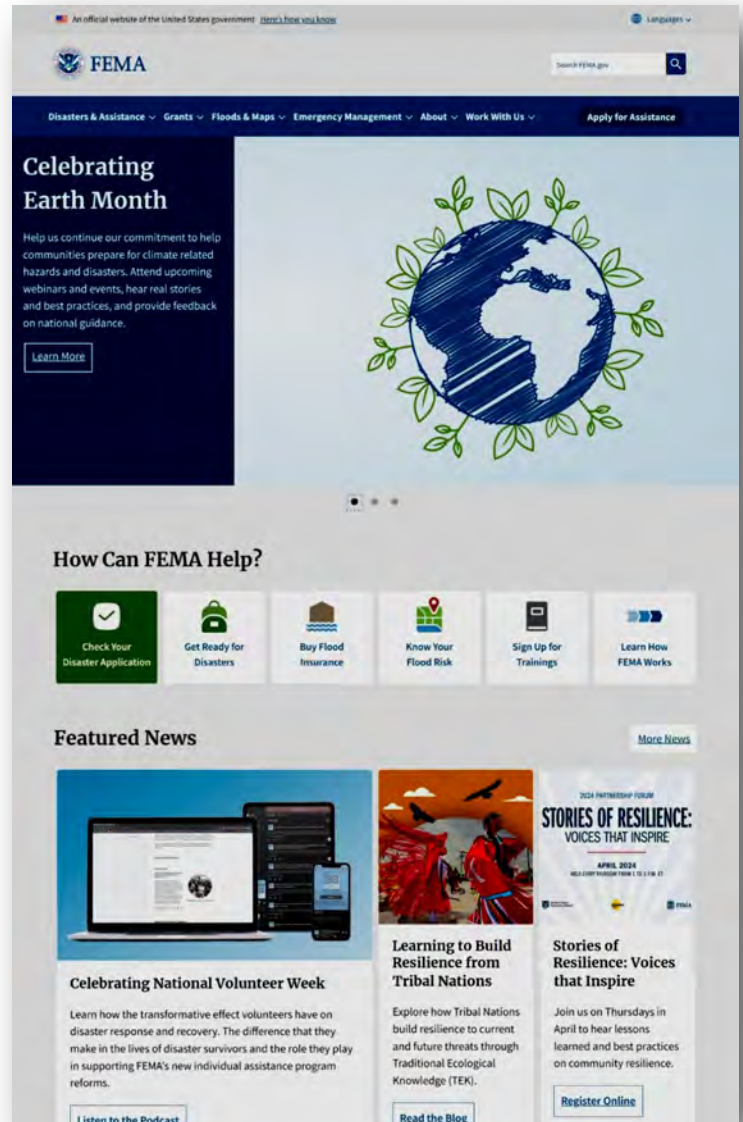 An official website of the United States government Here's how you know
Languages
FEMA
Search FEMA.gov
Disasters & Assistance Grants Floods & Maps Emergency Management About Work With Us Apply for Assistance
Celebrating
Earth Month
Help us continue our commitment to help
communities prepare for climate related
hazards and disasters. Attend upcoming
webinars and events, hear real stories
and best practices, and provide feedback
on national guidance.
Learn More
How Can FEMA Help?
Check Your
Disaster Application
Get Ready for
Disasters
Buy Flood
Insurance
Know Your
Flood Risk
Sign Up for
Trainings
Learn How
FEMA Works
Featured News
More News
Celebrating National Volunteer Week
Learn how the transformative effect volunteers have on
disaster response and recovery. The difference that they
make in the lives of disaster survivors and the role they play
in supporting FEMA's new individual assistance program
reforms.
Listen to the Podcast
Learning to Build
Resilience from
Tribal Nations
Explore how Tribal Nations
build resilience to current
and future threats through
Traditional Ecological
Knowledge (TEK).
Read the Blog
2024 PARTNERSHIP FORUM
STORIES OF RESILIENCE:
VOICES THAT INSPIRE
APRIL 2024
HELD EVERY THURSDAY FROM
FEMA
Stories of
Resilience: Voices
that Inspire
Join us on Thursdays in
April to hear lessons
learned and best practices
on community resilience.
Register Online